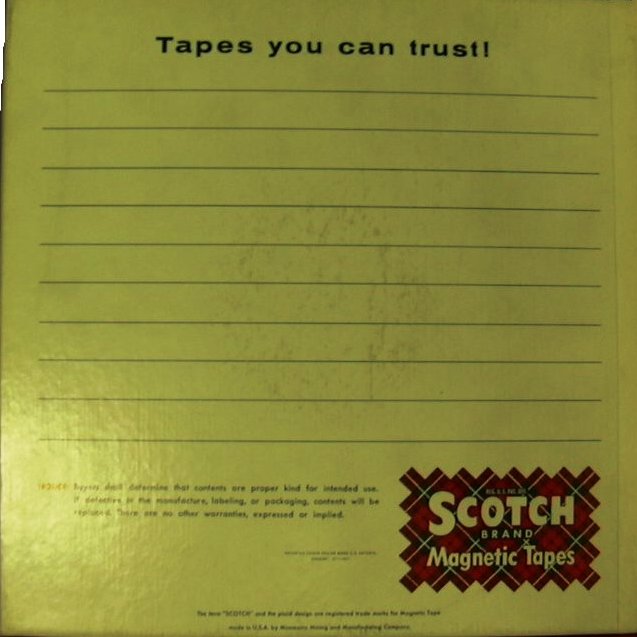 Tapes you can trust!
NOTICE: Buyers shall determine that contents are proper kind for intended use.
If defective in the manufacture, labeling, or packaging, contents will be
replaced. There are no other warranties, expressed or implied.
SCOTCH
BRAND
Magnetic Tapes
The term "SCOTCH" and the plaid design are registered trade marks for Magnetic Tape
made in U.S.A. by Minnesota Mining and Manufacturing Company.